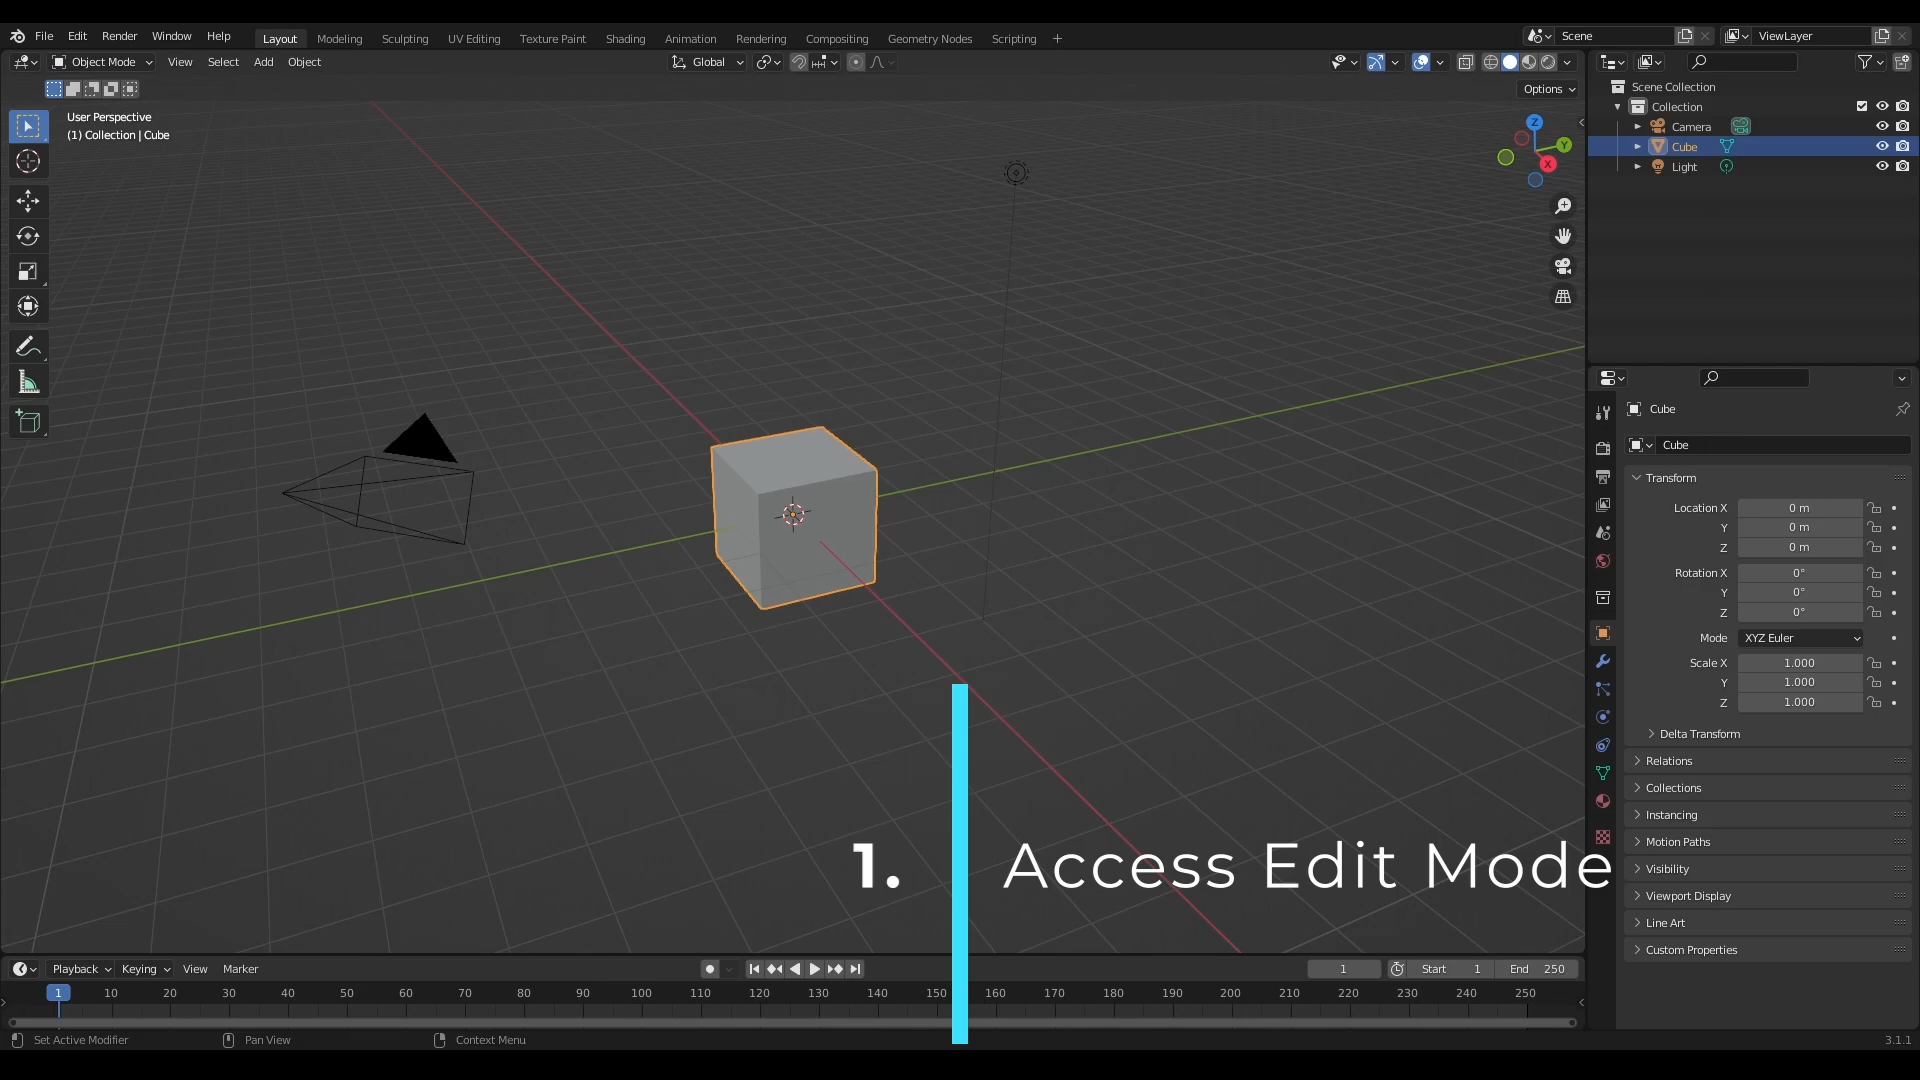 File Edit Render Window Help Layout Modeling Sculpting UV Editing Texture Paint Shading Animation Rendering Compositing Geometry Nodes Scripting + Scene ViewLayer
Object Mode View Select Add Object Global
Options
User Perspective
(1) Collection | Cube
Z
Y
X
Scene Collection
Collection
Camera
Cube
Light
Cube
Cube
Transform
Location X 0 m
Y 0 m
Z 0 m
Rotation X 0°
Y 0°
Z 0°
Mode XYZ Euler
Scale X 1.000
Y 1.000
Z 1.000
Delta Transform
Relations
Collections
Instancing
Motion Paths
Visibility
Viewport Display
Line Art
Custom Properties
1. Access Edit Mode
Playback Keying View Marker 1 Start 1 End 250
1 10 20 30 40 50 60 70 80 90 100 110 120 130 140 150 160 170 180 190 200 210 220 230 240 250
Set Active Modifier Pan View Context Menu 3.1.1